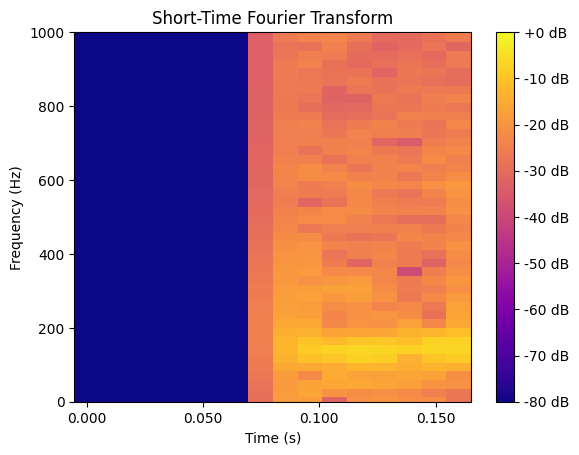 Short-Time Fourier Transform
1000
800
600
400
200
0
Frequency (Hz)
0.000
0.050
0.100
0.150
Time (s)
+0 dB
-10 dB
-20 dB
-30 dB
-40 dB
-50 dB
-60 dB
-70 dB
-80 dB